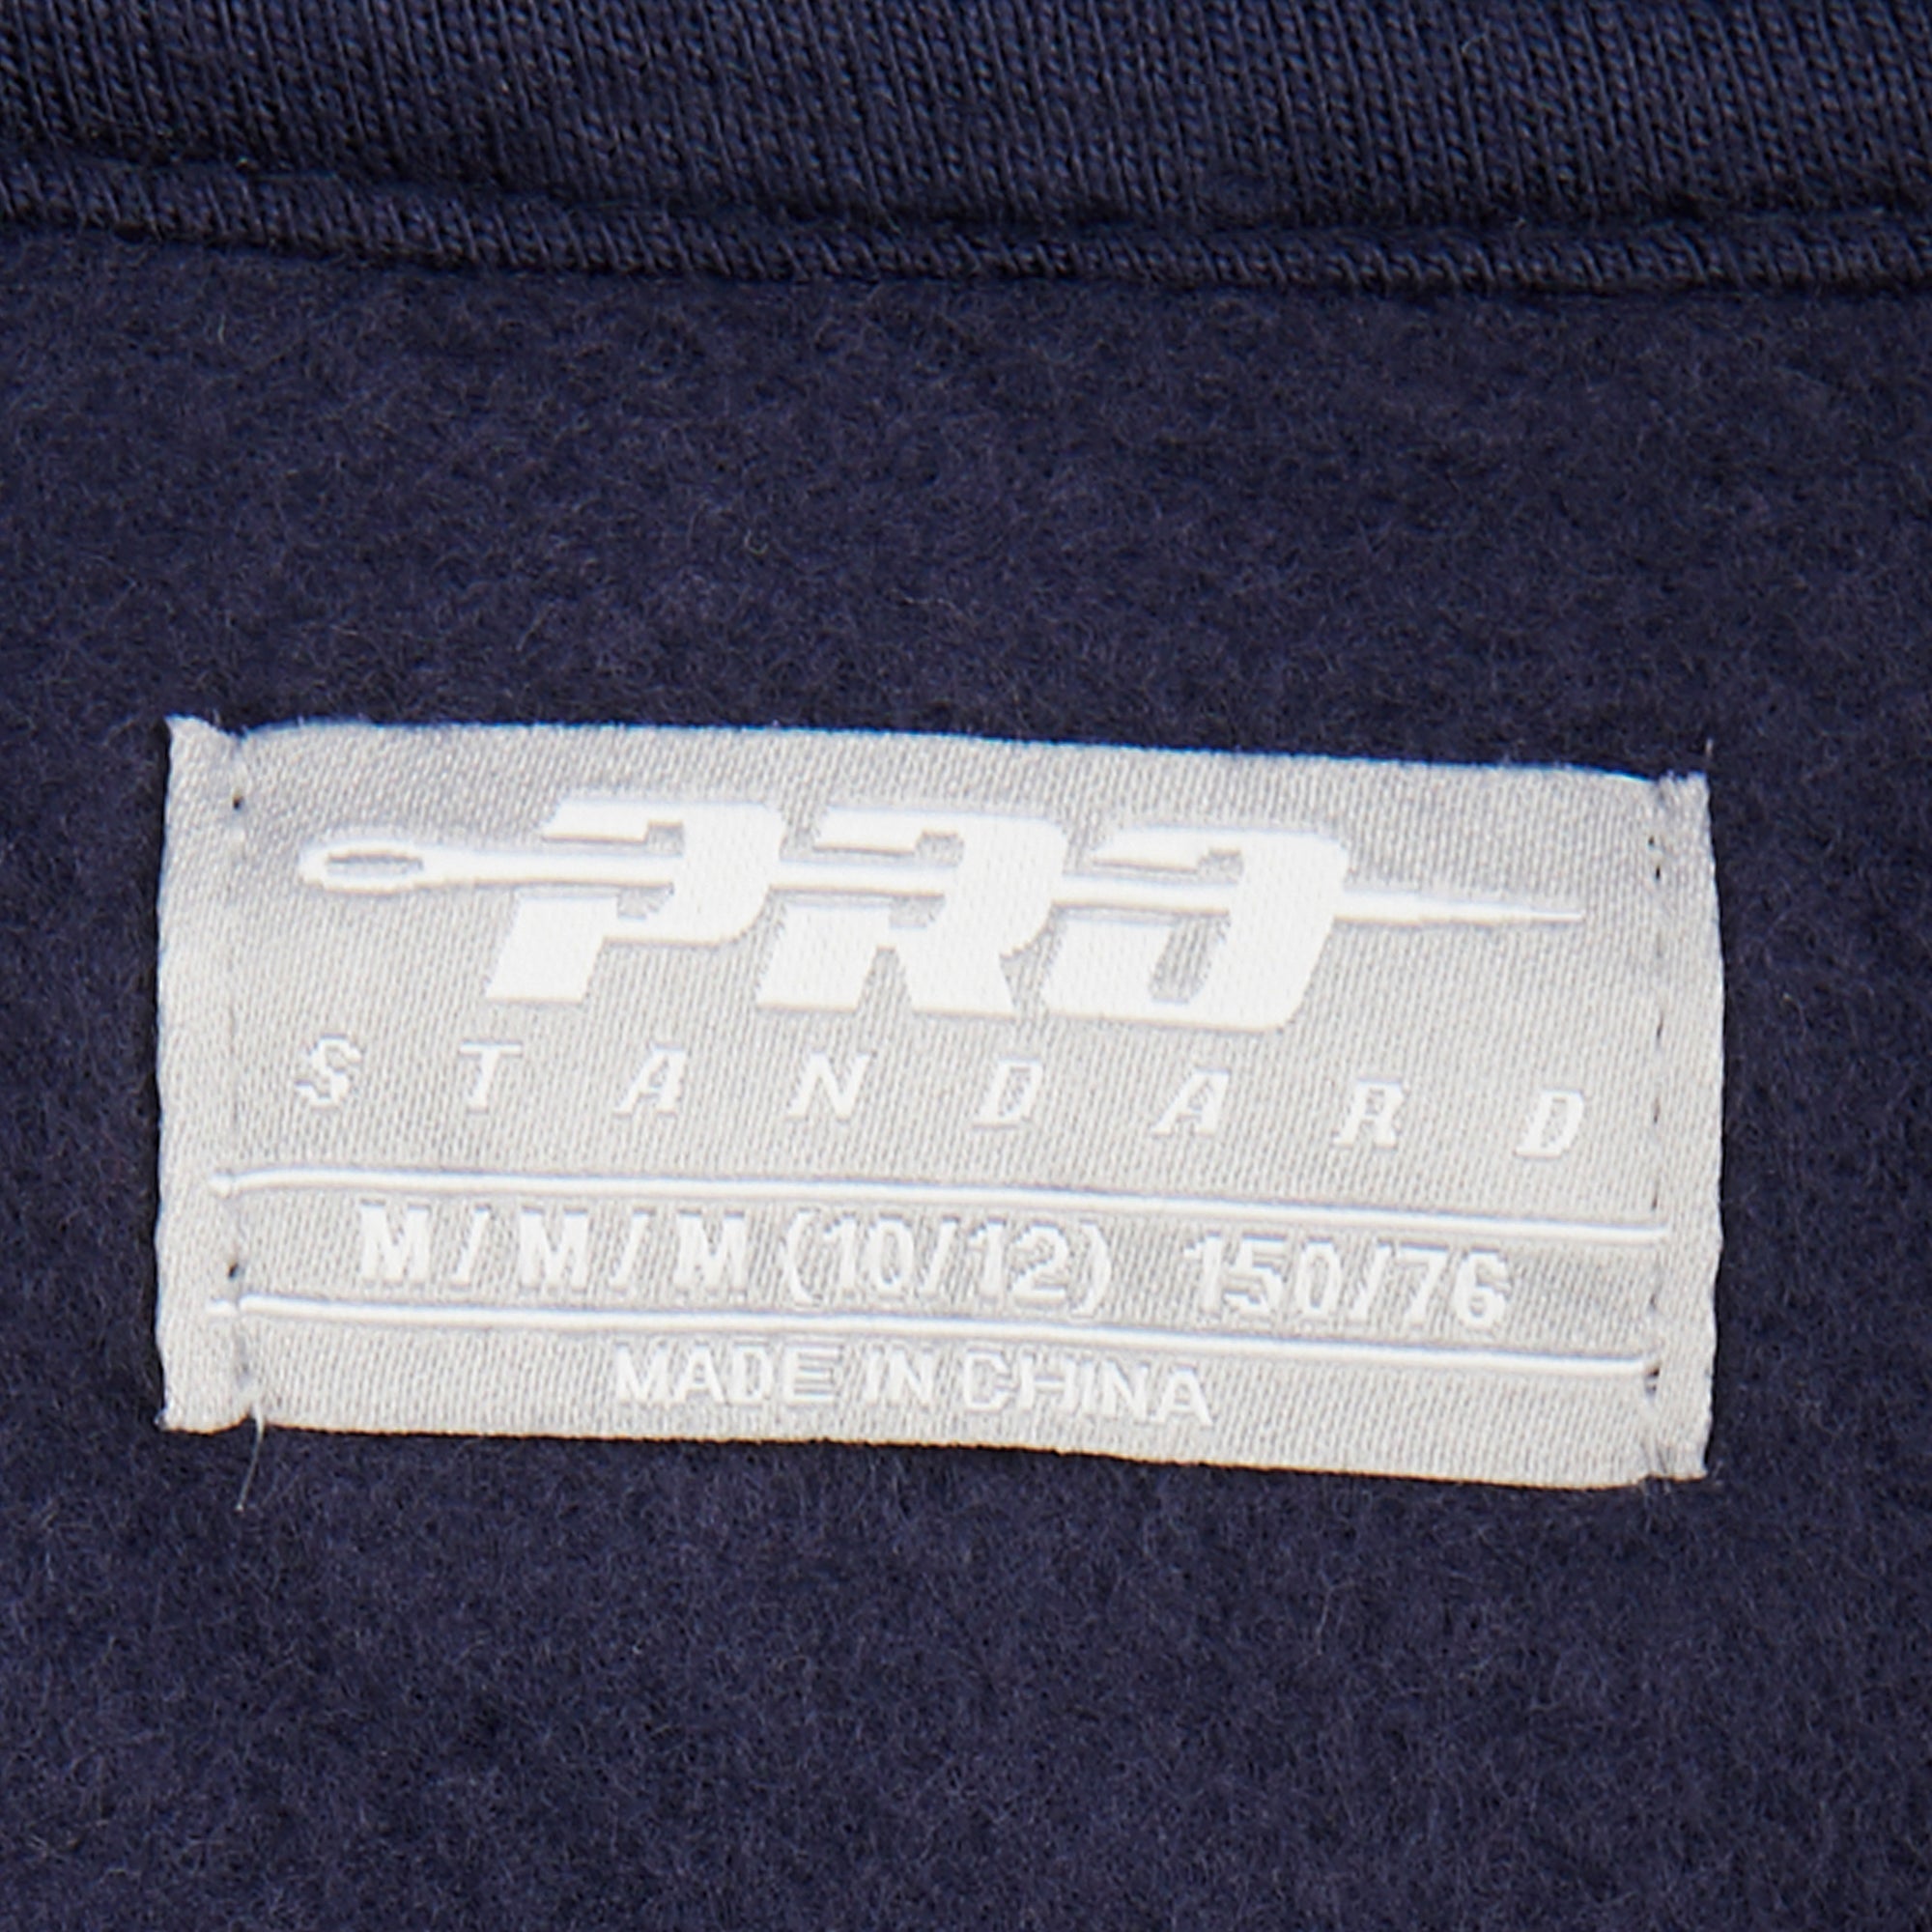 PRO
STANDARD
M/M/M (10/12) 150/76
MADE IN CHINA